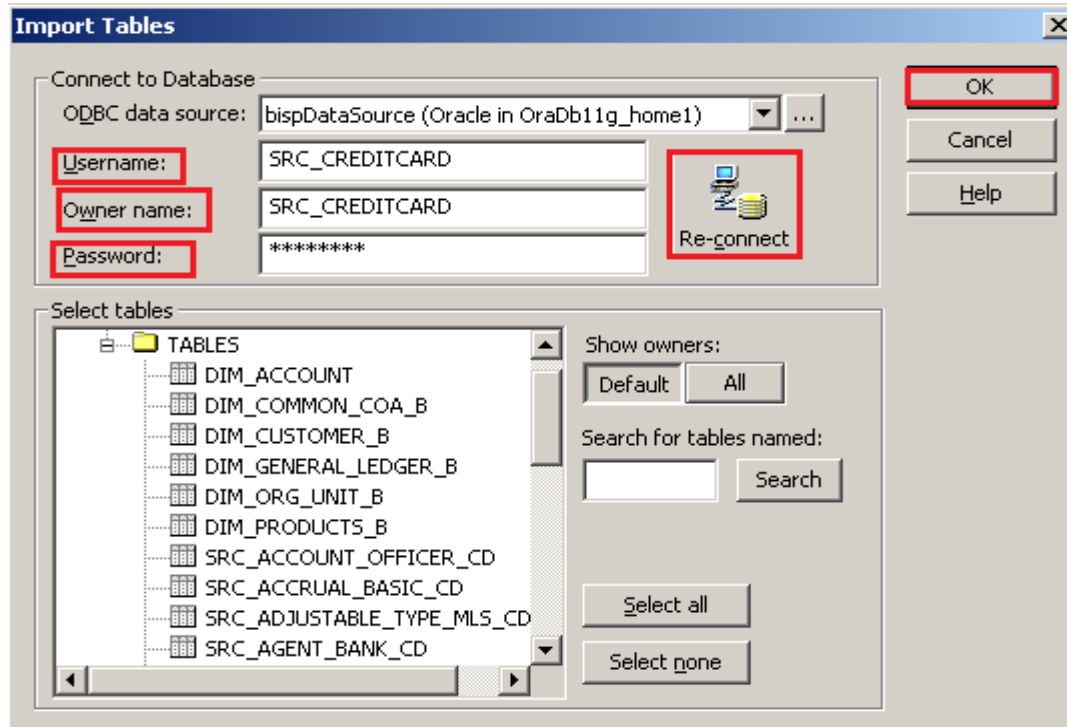 Import Tables
Connect to Database
ODBC data source: bispDataSource (Oracle in OraDb11g_home1) ...
Username: SRC_CREDITCARD
Owner name: SRC_CREDITCARD
Password: ********
Re-connect
OK
Cancel
Help
Select tables
TABLES
DIM_ACCOUNT
DIM_COMMON_COA_B
DIM_CUSTOMER_B
DIM_GENERAL_LEDGER_B
DIM_ORG_UNIT_B
DIM_PRODUCTS_B
SRC_ACCOUNT_OFFICER_CD
SRC_ACCRUAL_BASIC_CD
SRC_ADJUSTABLE_TYPE_MLS_CD
SRC_AGENT_BANK_CD
Show owners:
Default All
Search for tables named:
Search
Select all
Select none